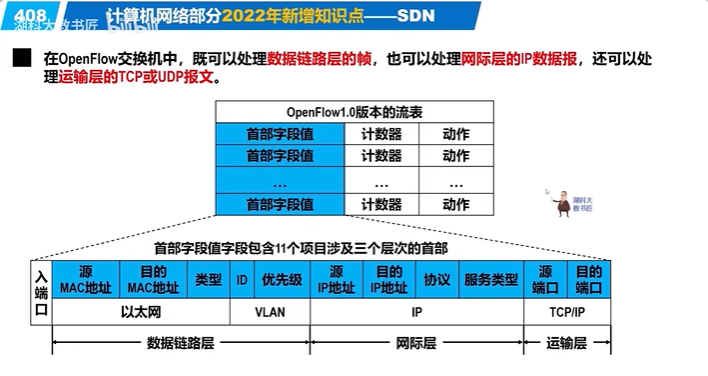 408
计算机网络部分2022年新增知识点——SDN
湖科大教书匠 bilibili
在OpenFlow交换机中，既可以处理数据链路层的帧，也可以处理网际层的IP数据报，还可以处
理运输层的TCP或UDP报文。
OpenFlow1.0版本的流表
首部字段值 计数器 动作
首部字段值 计数器 动作
... ... ...
首部字段值 计数器 动作
湖科大
教书匠
首部字段值字段包含11个项目涉及三个层次的首部
入端口
源MAC地址 目的MAC地址 类型 ID 优先级 源IP地址 目的IP地址 协议 服务类型 源端口 目的端口
以太网 VLAN IP TCP/IP
数据链路层 网际层 运输层